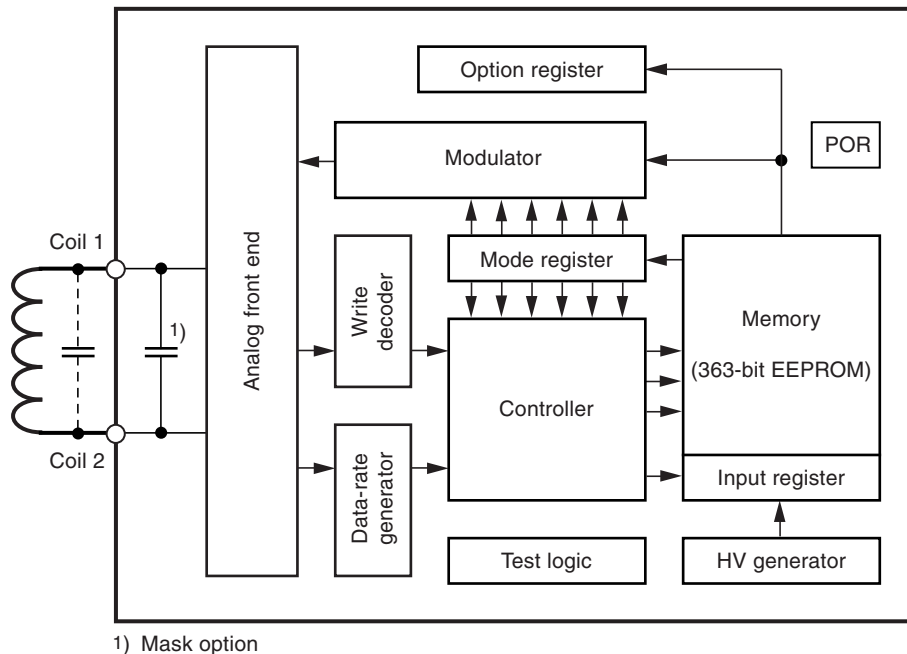 Option register
Modulator
POR
Coil 1
Analog front end
Write
decoder
Mode register
Memory
(363-bit EEPROM)
1)
Controller
Coil 2
Data-rate
generator
Input register
Test logic
HV generator
1) Mask option